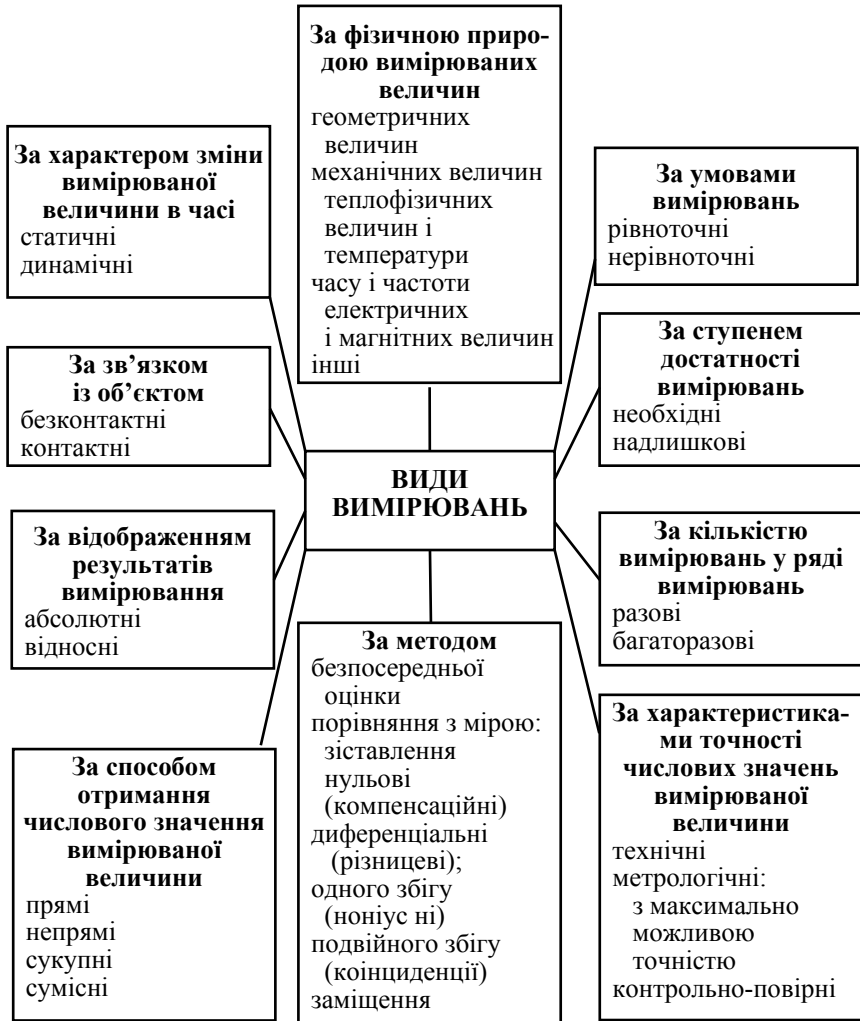 За фізичною приро-
дою вимірюваних
величин
геометричних
величин
механічних величин
теплофізичних
величин і
температури
часу і частоти
електричних
і магнітних величин
інші
За характером зміни
вимірюваної
величини в часі
статичні
динамічні
За умовами
вимірювань
рівноточні
нерівноточні
За зв’язком
із об’єктом
безконтактні
контактні
За ступенем
достатності
вимірювань
необхідні
надлишкові
ВИДИ
ВИМІРЮВАНЬ
За відображенням
результатів
вимірювання
абсолютні
відносні
За кількістю
вимірювань у ряді
вимірювань
разові
багаторазові
За способом
отримання
числового значення
вимірюваної
величини
прямі
непрямі
сукупні
сумісні
За методом
безпосередньої
оцінки
порівняння з мірою:
зіставлення
нульові
(компенсаційні)
диференціальні
(різницеві);
одного збігу
(ноніус ні)
подвійного збігу
(коінциденції)
заміщення
За характеристика-
ми точності
числових значень
вимірюваної
величини
технічні
метрологічні:
з максимально
можливою
точністю
контрольно-повірні